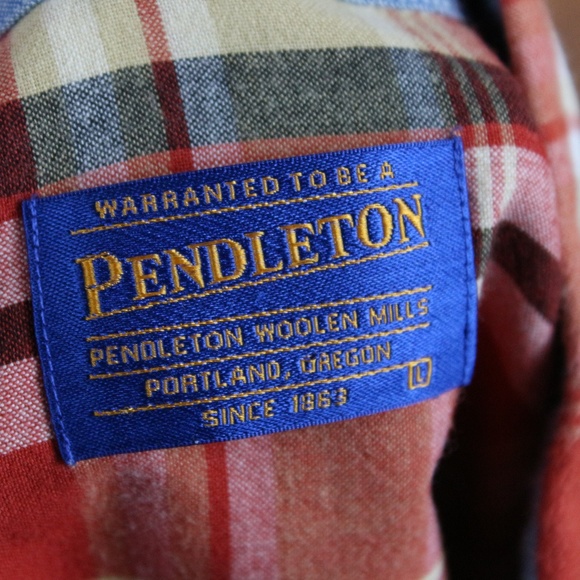 WARRANTED TO BE A
PENDLETON
PENDLETON WOOLEN MILLS
PORTLAND, OREGON
SINCE 1863 L